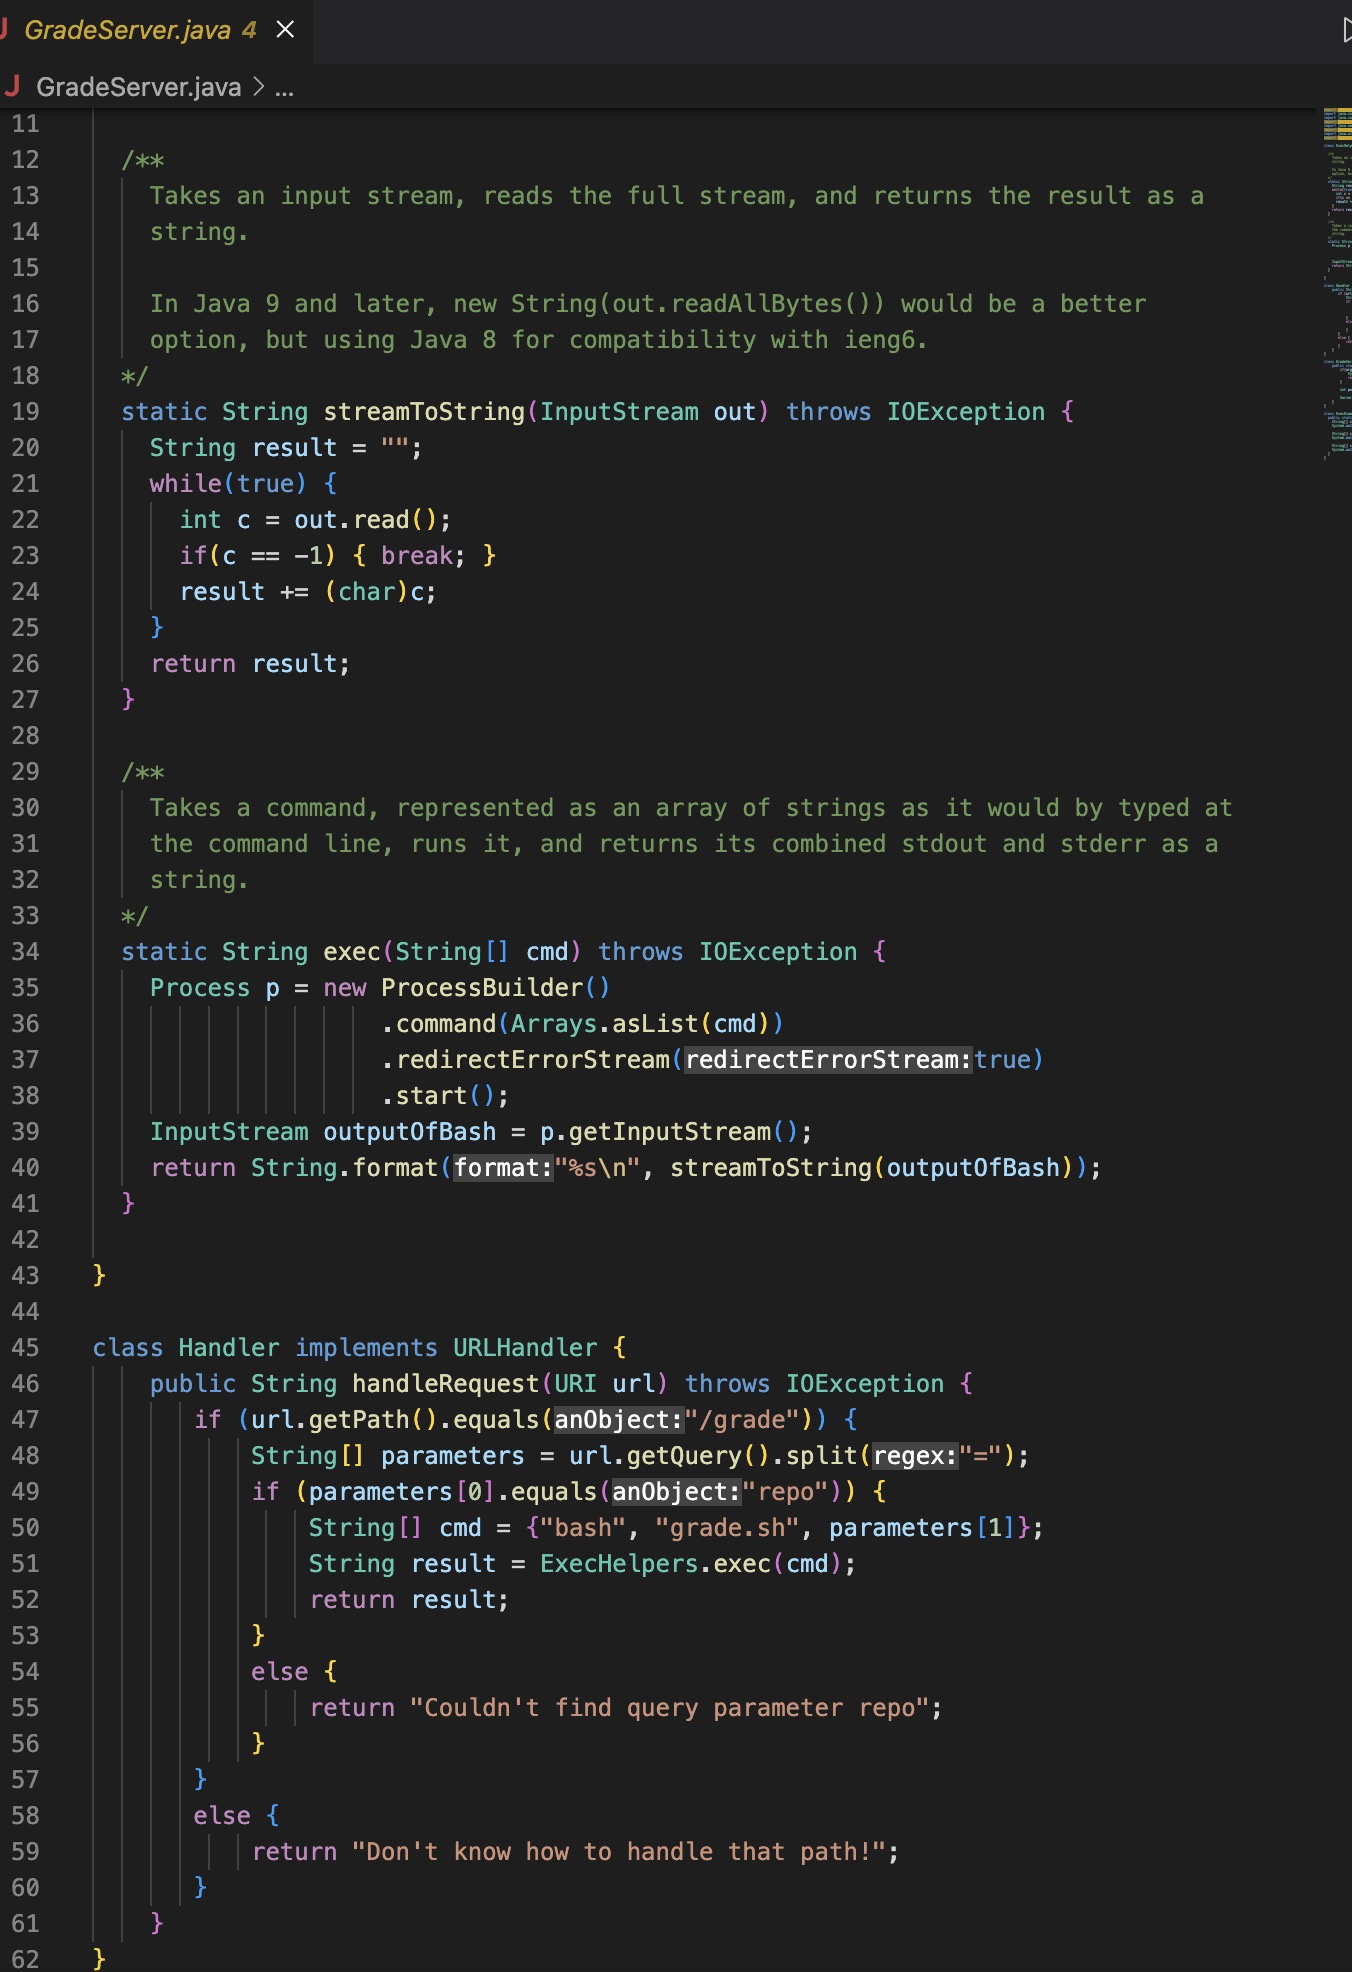 J GradeServer.java 4 ×
J GradeServer.java > ...
11
12 /**
13 Takes an input stream, reads the full stream, and returns the result as a
14 string.
15
16 In Java 9 and later, new String(out.readAllBytes()) would be a better
17 option, but using Java 8 for compatibility with ieng6.
18 */
19 static String streamToString(InputStream out) throws IOException {
20 String result = "";
21 while(true) {
22 int c = out.read();
23 if(c == -1) { break; }
24 result += (char)c;
25 }
26 return result;
27 }
28
29 /**
30 Takes a command, represented as an array of strings as it would by typed at
31 the command line, runs it, and returns its combined stdout and stderr as a
32 string.
33 */
34 static String exec(String[] cmd) throws IOException {
35 Process p = new ProcessBuilder()
36 .command(Arrays.asList(cmd))
37 .redirectErrorStream(redirectErrorStream:true)
38 .start();
39 InputStream outputOfBash = p.getInputStream();
40 return String.format(format:"%s\n", streamToString(outputOfBash));
41 }
42
43 }
44
45 class Handler implements URLHandler {
46 public String handleRequest(URI url) throws IOException {
47 if (url.getPath().equals(anObject:"/grade")) {
48 String[] parameters = url.getQuery().split(regex:"=");
49 if (parameters[0].equals(anObject:"repo")) {
50 String[] cmd = {"bash", "grade.sh", parameters[1]};
51 String result = ExecHelpers.exec(cmd);
52 return result;
53 }
54 else {
55 return "Couldn't find query parameter repo";
56 }
57 }
58 else {
59 return "Don't know how to handle that path!";
60 }
61 }
62 }